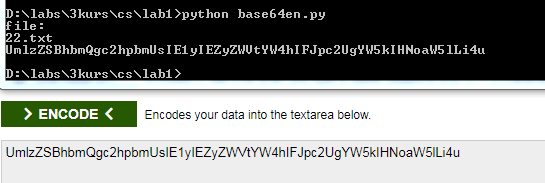 D:\labs\3kurs\cs\lab1>python base64en.py
file:
22.txt
UmlzZSBhbmQgc2hpbmUsIE1yIEZyZWVtYW4hIFJpc2UgYW5kIHNoaW5lLi4u
D:\labs\3kurs\cs\lab1>
> ENCODE < Encodes your data into the textarea below.
UmlzZSBhbmQgc2hpbmUsIE1yIEZyZWVtYW4hIFJpc2UgYW5kIHNoaW5lLi4u